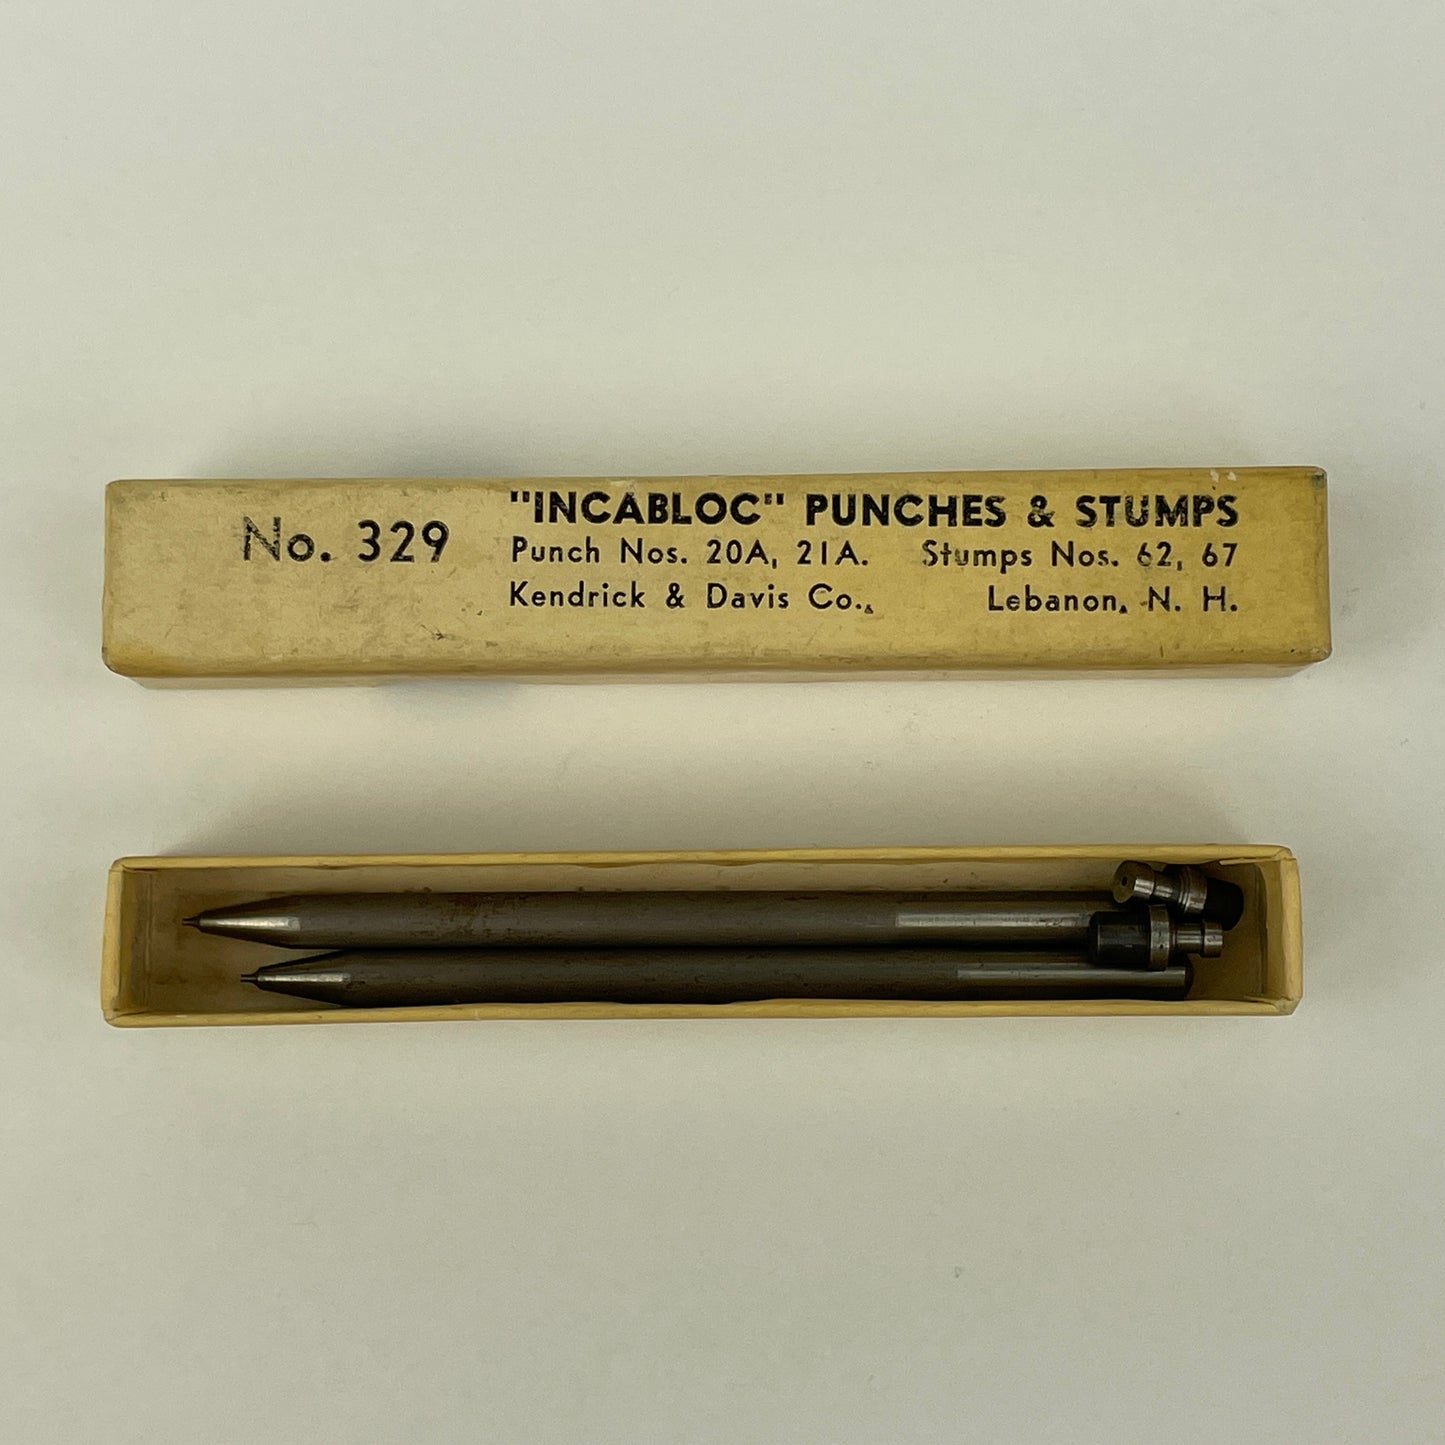 No. 329
"INCABLOC" PUNCHES & STUMPS
Punch Nos. 20A, 21A. Stumps Nos. 62, 67
Kendrick & Davis Co., Lebanon, N. H.